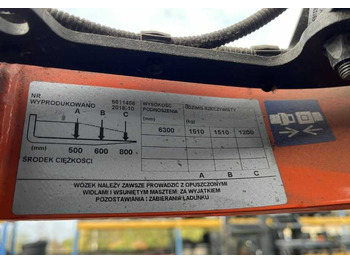 NR
6611466
WYPRODUKOWANO
2016-10
WYSOKOŚĆ
PODNOSZENIA
UDŹWIG RZECZYWISTY
(mm)
(kg)
A B C
6300 1510 1510 1200
(mm) 500 600 800
ŚRODEK CIĘŻKOŚCI
WÓZEK NALEŻY ZAWSZE PROWADZIĆ Z OPUSZCZONYMI
WIDŁAMI I WSUNIĘTYM MASZTEM. ZA WYJĄTKIEM
POZOSTAWIANIA I ZABIERANIA ŁADUNKU